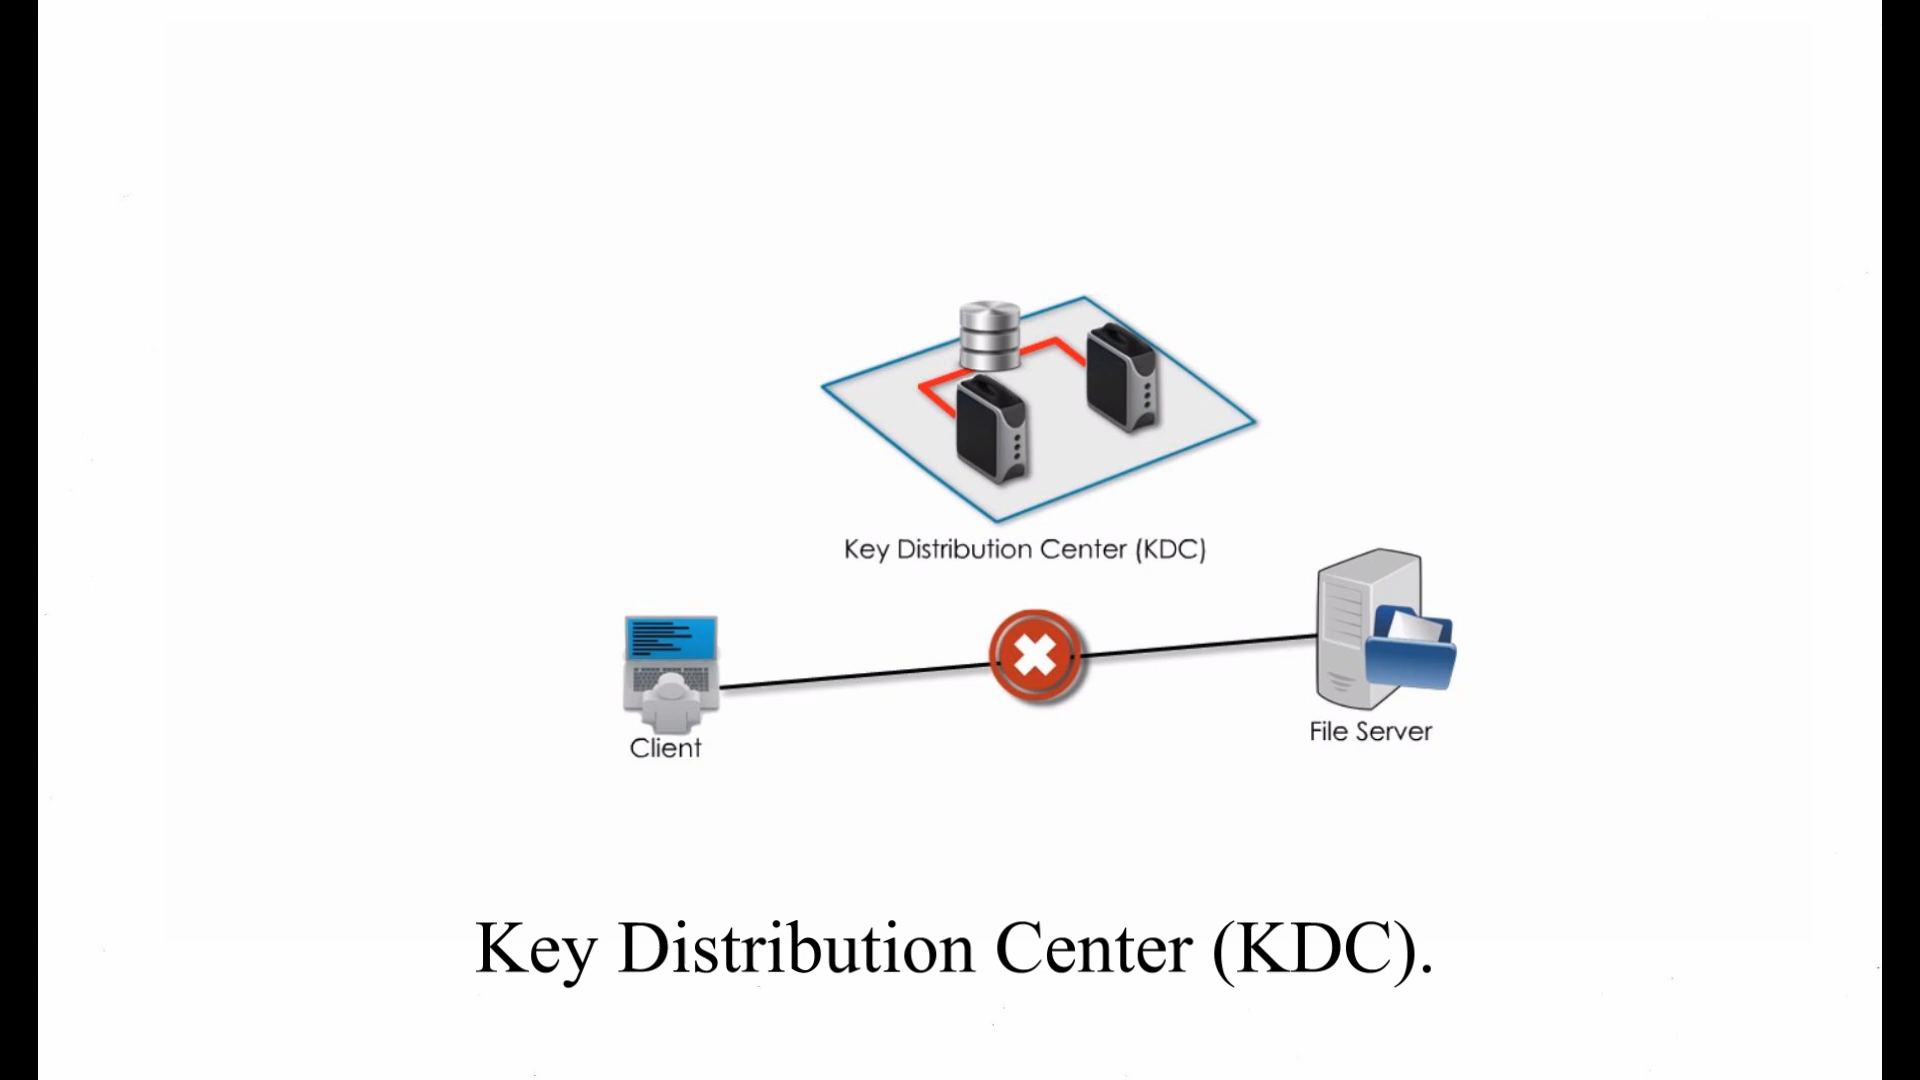 Key Distribution Center (KDC)
Client
File Server
Key Distribution Center (KDC).